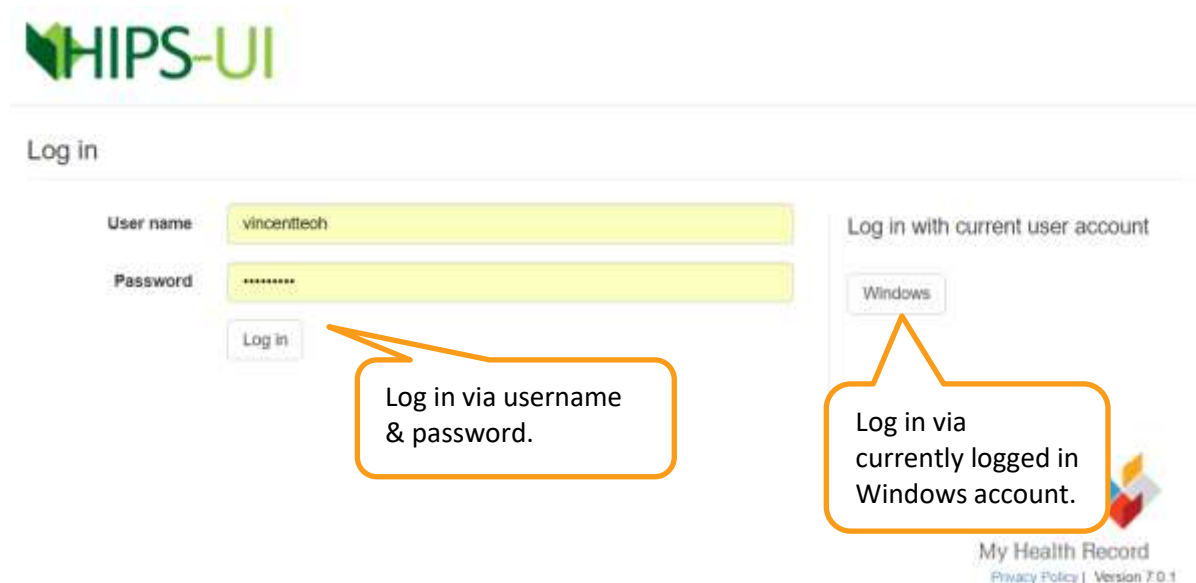 HIPS-UI
Log in
User name
vincentteoh
Log in with current user account
Password
•••••••••
Windows
Log in
Log in via username
& password.
Log in via
currently logged in
Windows account.
My Health Record
Privacy Policy | Version 7.0.1